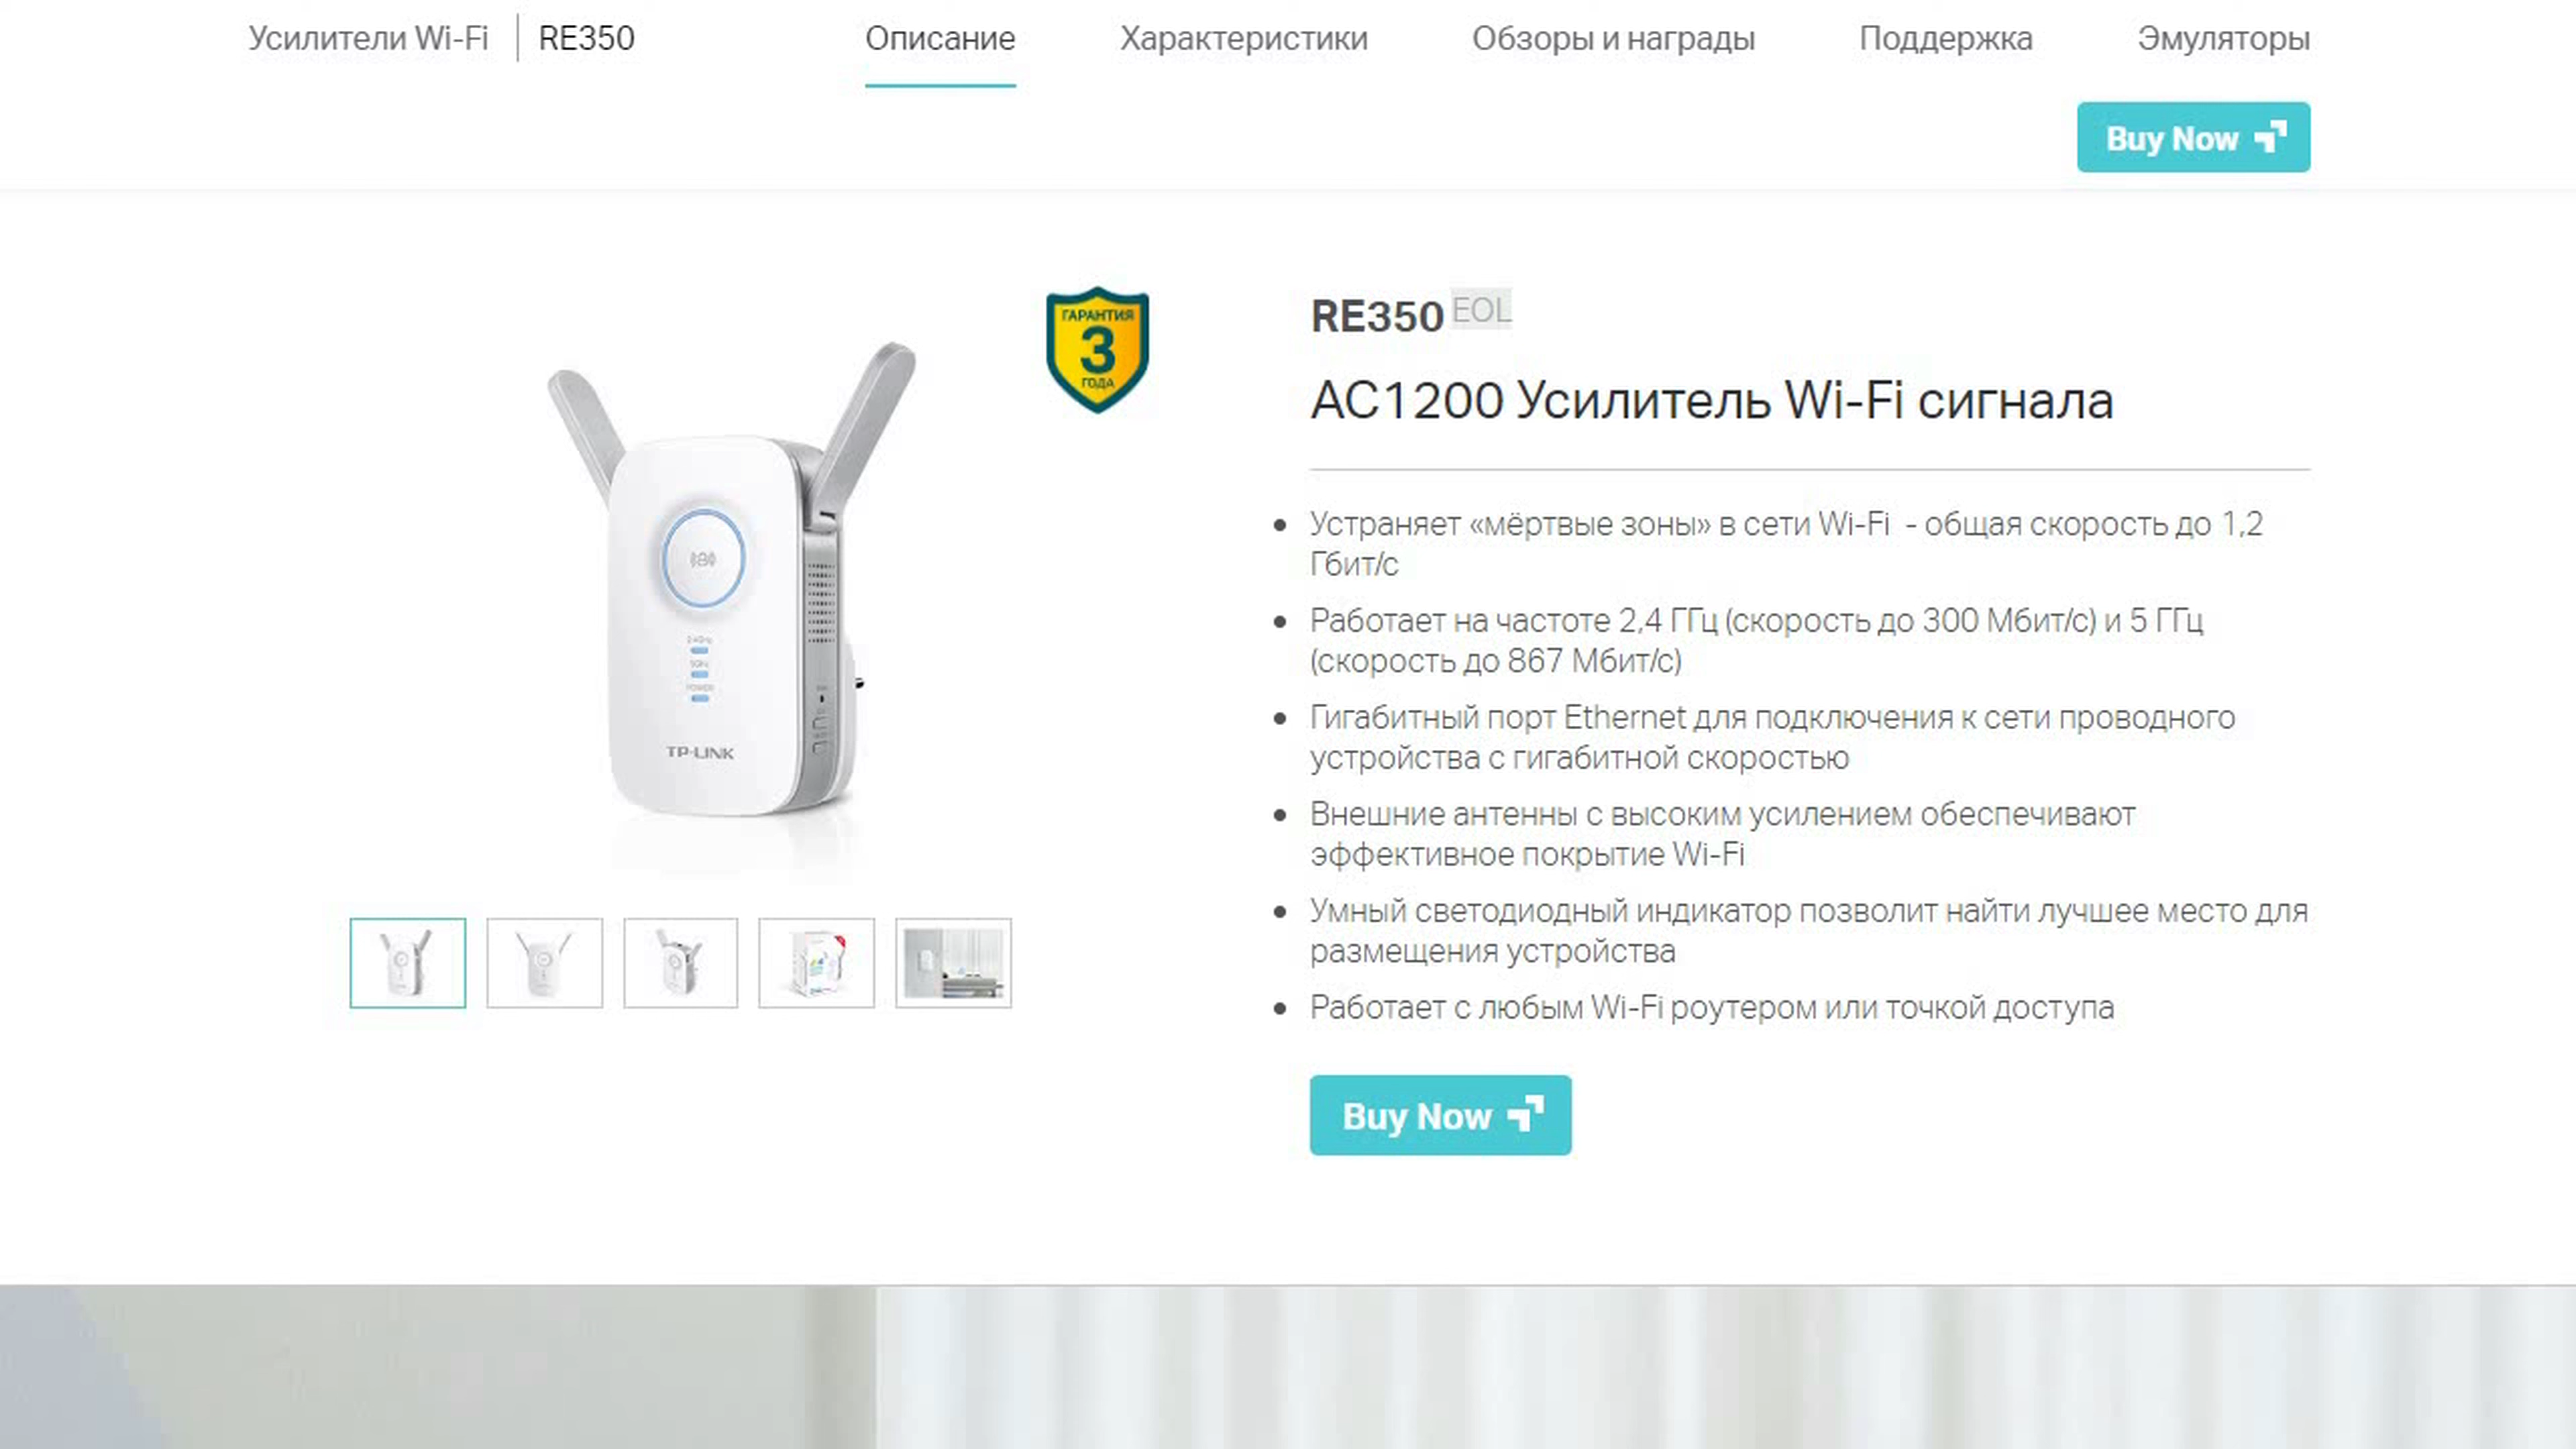 Усилители Wi-Fi | RE350
Описание
Характеристики
Обзоры и награды
Поддержка
Эмуляторы
Buy Now
ГАРАНТИЯ
3
ГОДА
TP-LINK
RE350 EOL
AC1200 Усилитель Wi-Fi сигнала
Устраняет «мёртвые зоны» в сети Wi-Fi - общая скорость до 1,2
Гбит/с
Работает на частоте 2,4 ГГц (скорость до 300 Мбит/с) и 5 ГГц
(скорость до 867 Мбит/с)
Гигабитный порт Ethernet для подключения к сети проводного
устройства с гигабитной скоростью
Внешние антенны с высоким усилением обеспечивают
эффективное покрытие Wi-Fi
Умный светодиодный индикатор позволит найти лучшее место для
размещения устройства
Работает с любым Wi-Fi роутером или точкой доступа
Buy Now